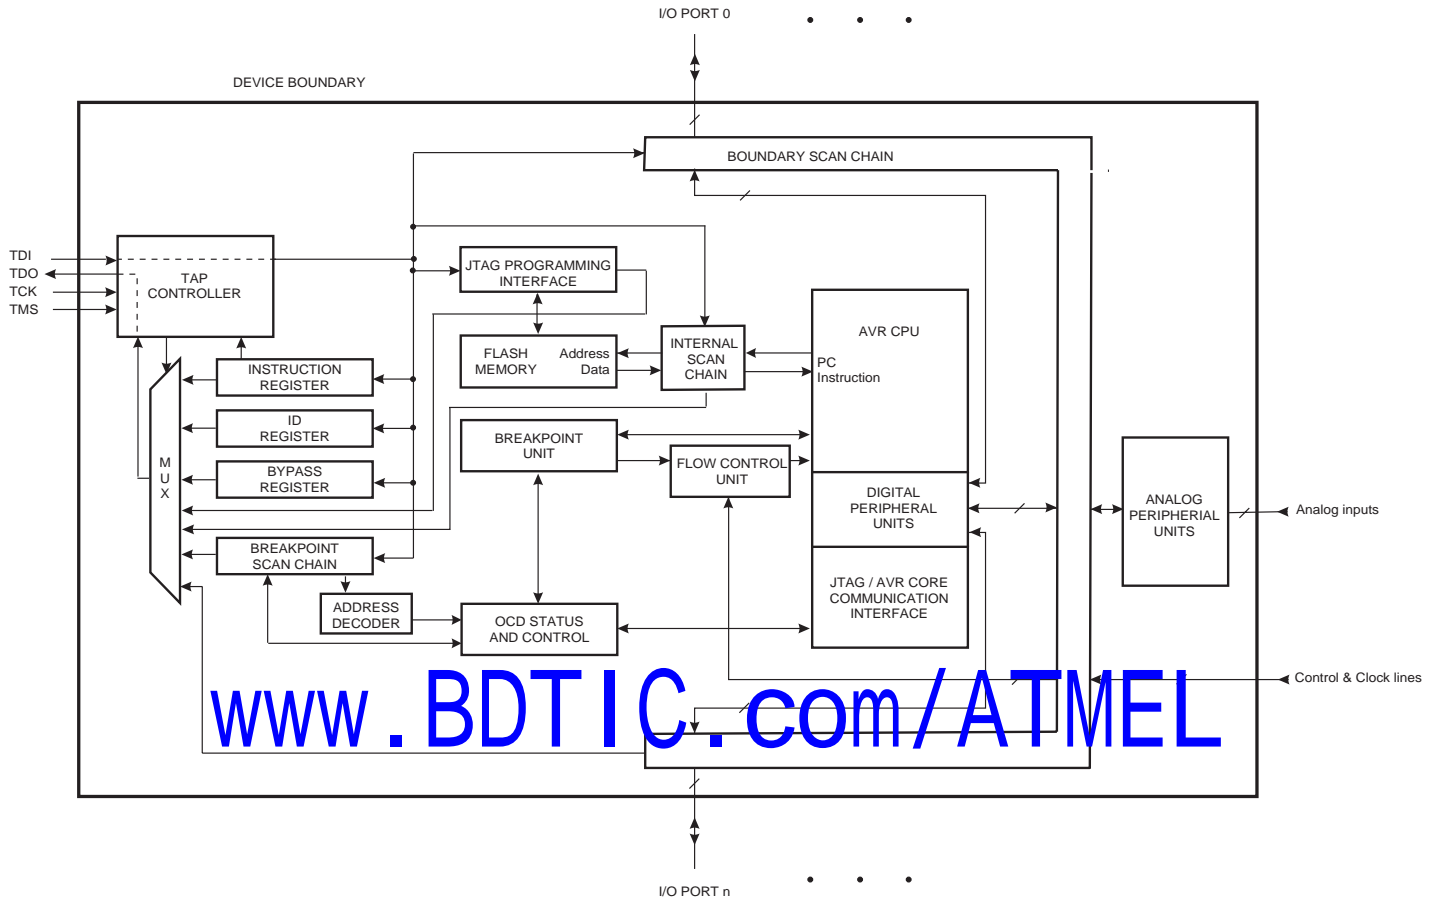 I/O PORT 0
DEVICE BOUNDARY
BOUNDARY SCAN CHAIN
TDI
TDO
TCK
TMS
TAP
CONTROLLER
JTAG PROGRAMMING
INTERFACE
AVR CPU
FLASH
MEMORY
Address
Data
INTERNAL
SCAN
CHAIN
PC
Instruction
INSTRUCTION
REGISTER
ID
REGISTER
M
U
X
BREAKPOINT
UNIT
FLOW CONTROL
UNIT
BYPASS
REGISTER
DIGITAL
PERIPHERAL
UNITS
ANALOG
PERIPHERIAL
UNITS
Analog inputs
BREAKPOINT
SCAN CHAIN
JTAG / AVR CORE
COMMUNICATION
INTERFACE
ADDRESS
DECODER
OCD STATUS
AND CONTROL
Control & Clock lines
www.BDTIC.com/ATMEL
I/O PORT n